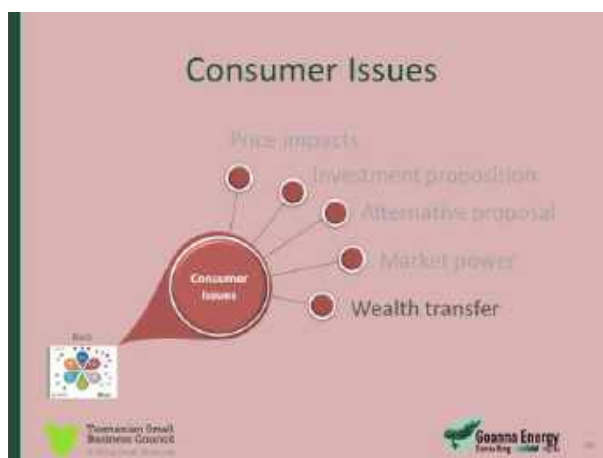 Consumer Issues
Price impacts
Investment proposition
Alternative proposal
Market power
Wealth transfer
Consumer
Issues
Back
Tasmanian Small
Business Council
Goanna Energy
Consulting